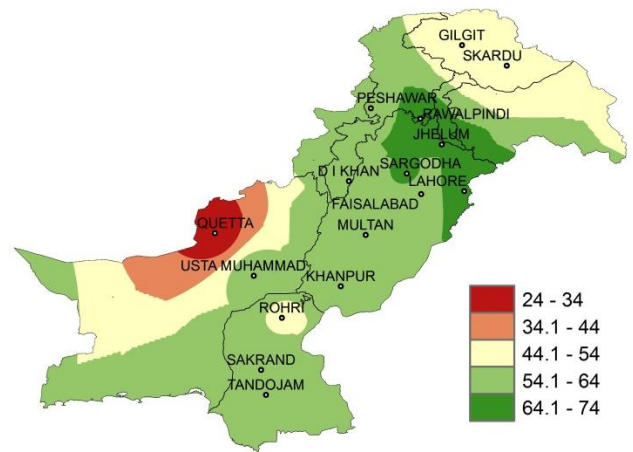 GILGIT
SKARDU
PESHAWAR
RAWALPINDI
JHELUM
D I KHAN
SARGODHA
LAHORE
FAISALABAD
QUETTA
MULTAN
USTA MUHAMMAD
KHANPUR
ROHRI
SAKRAND
TANDOJAM
24 - 34
34.1 - 44
44.1 - 54
54.1 - 64
64.1 - 74